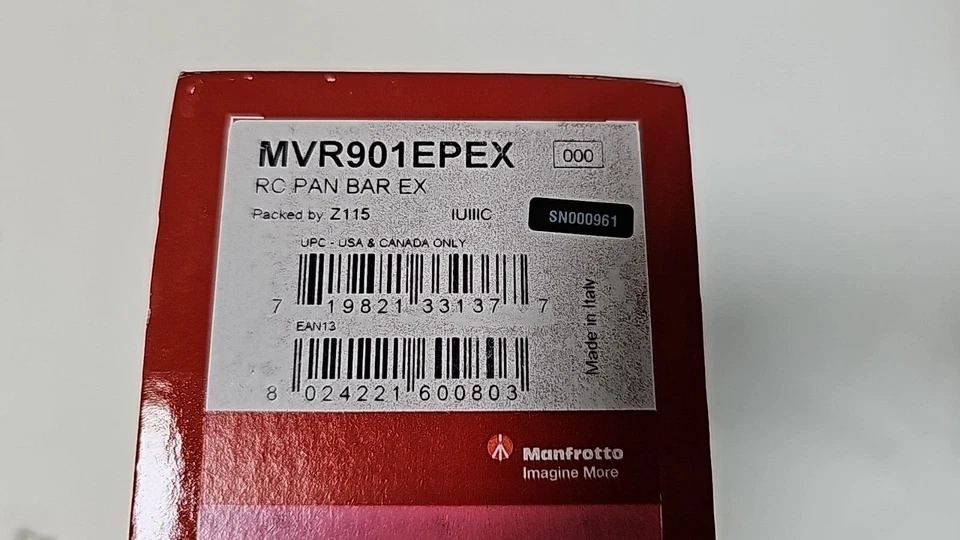 MVR901EPEX 000
RC PAN BAR EX
Packed by Z115 IUIIIC SN000961
UPC - USA & CANADA ONLY
7 19821 33137 7
EAN13
8 024221 600803
Made in Italy
Manfrotto
Imagine More